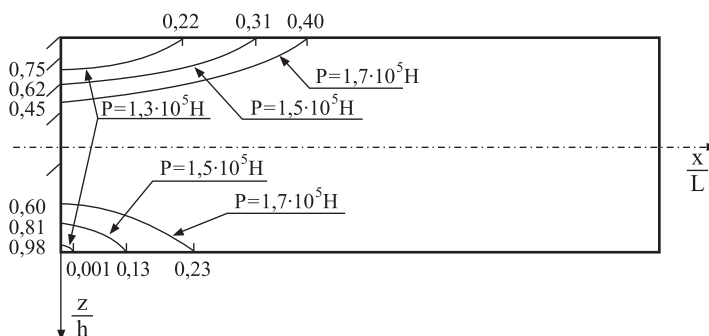 0,22 0,31 0,40
0,75
0,62
0,45
P=1,7·10⁵H
P=1,3·10⁵H
P=1,5·10⁵H
x
L
P=1,5·10⁵H
P=1,7·10⁵H
0,60
0,81
0,98
0,001 0,13 0,23
z
h